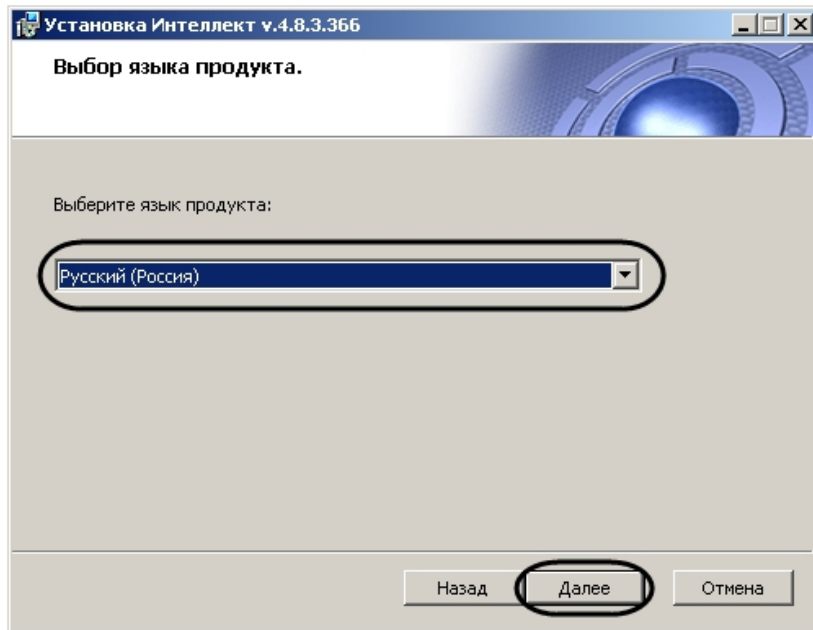 Установка Интеллект v.4.8.3.366
Выбор языка продукта.
Выберите язык продукта:
Русский (Россия)
Назад Далее Отмена